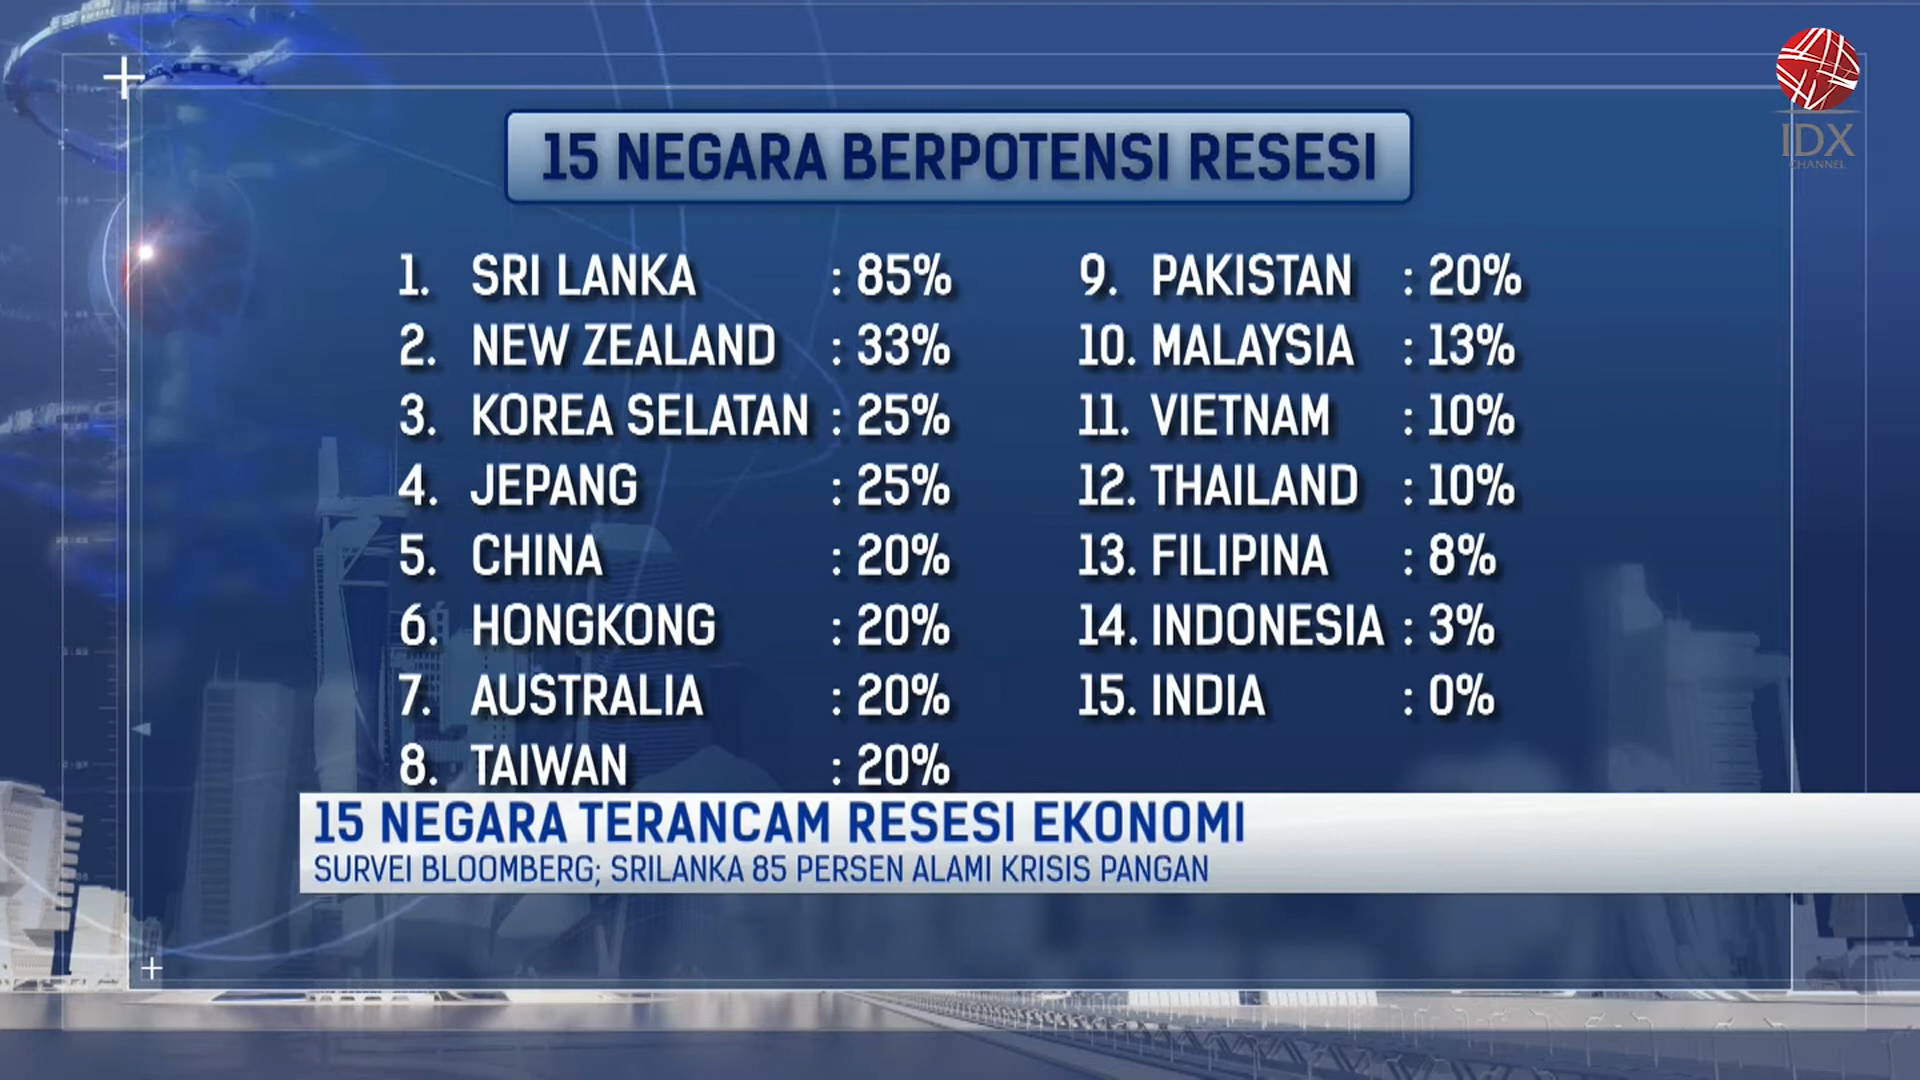 IDX
CHANNEL
15 NEGARA BERPOTENSI RESESI
1. SRI LANKA : 85%
2. NEW ZEALAND : 33%
3. KOREA SELATAN : 25%
4. JEPANG : 25%
5. CHINA : 20%
6. HONGKONG : 20%
7. AUSTRALIA : 20%
8. TAIWAN : 20%
9. PAKISTAN : 20%
10. MALAYSIA : 13%
11. VIETNAM : 10%
12. THAILAND : 10%
13. FILIPINA : 8%
14. INDONESIA : 3%
15. INDIA : 0%
15 NEGARA TERANCAM RESESI EKONOMI
SURVEI BLOOMBERG; SRILANKA 85 PERSEN ALAMI KRISIS PANGAN